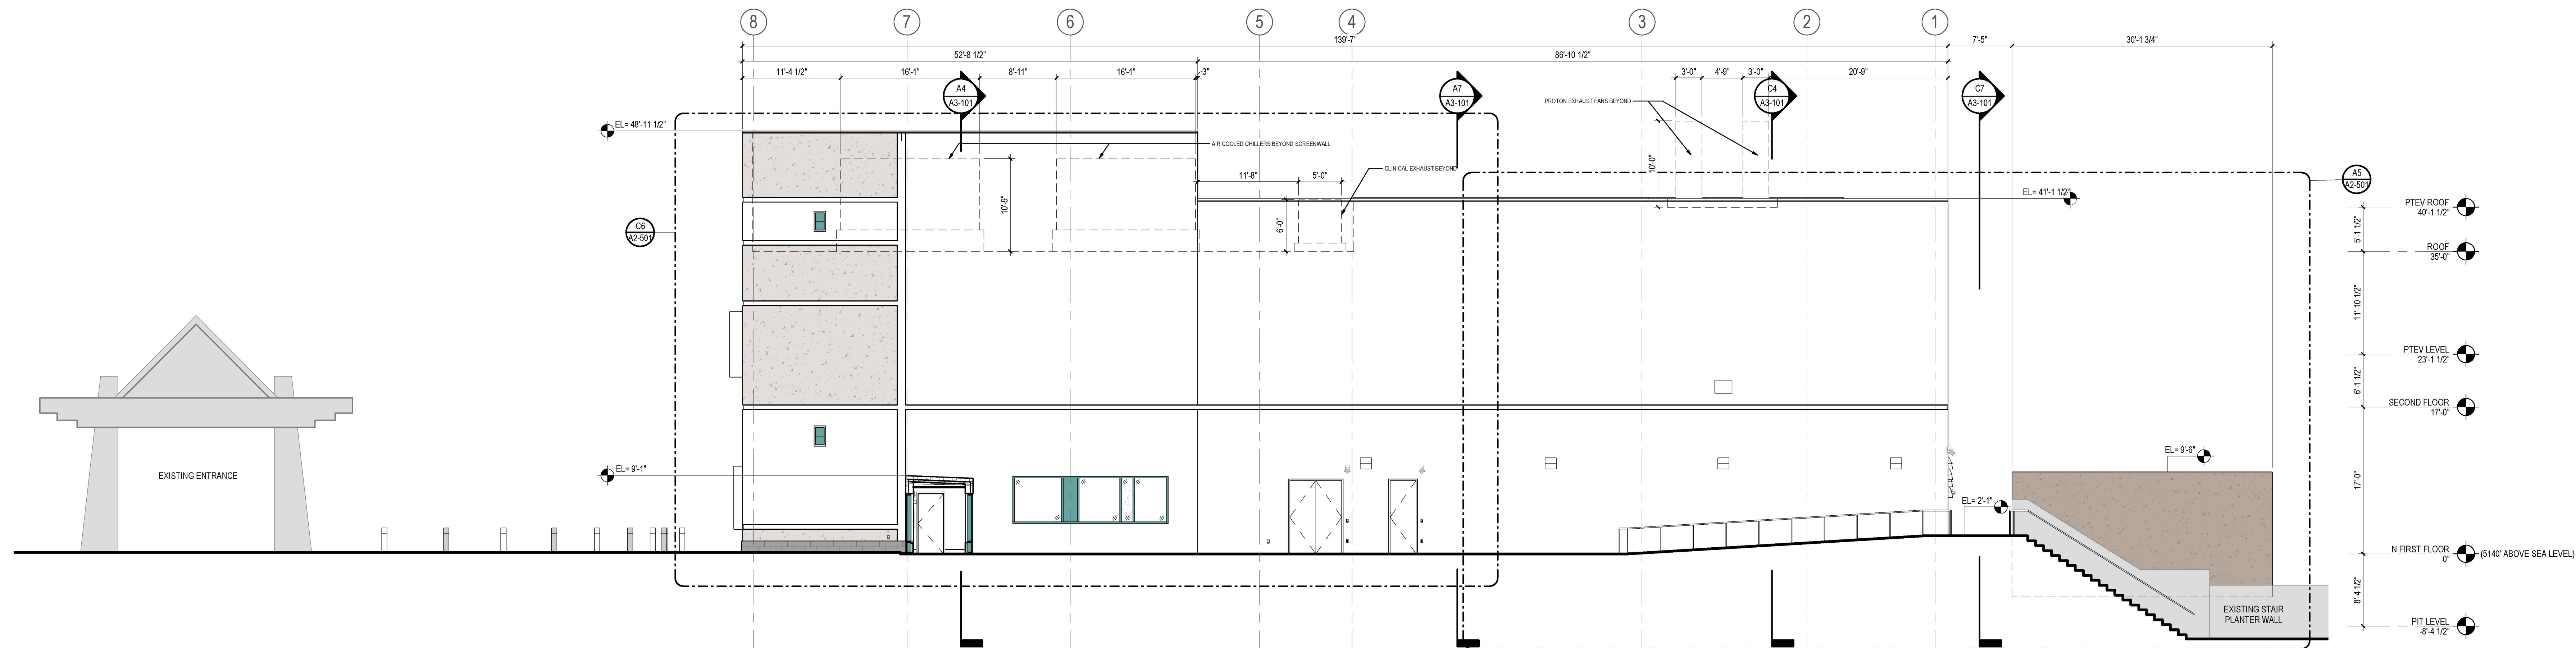 8
7
6
5
4
3
2
1
139'-7"
7'-5"
30'-1 3/4"
52'-8 1/2"
86'-10 1/2"
11'-4 1/2"
16'-1"
8'-11"
16'-1"
3"
3'-0"
4'-9"
3'-0"
20'-9"
A4
A3-101
A7
A3-101
C4
A3-101
C7
A3-101
PROTON EXHAUST FANS BEYOND
EL= 48'-11 1/2"
AIR COOLED CHILLERS BEYOND SCREENWALL
CLINICAL EXHAUST BEYOND
10'-0"
11'-8"
5'-0"
A5
A2-501
EL= 41'-1 1/2"
10'-9"
6'-0"
C6
A2-501
PTEV ROOF
40'-1 1/2"
5'-1 1/2"
ROOF
35'-0"
11'-10 1/2"
PTEV LEVEL
23'-1 1/2"
6'-1 1/2"
SECOND FLOOR
17'-0"
EL= 9'-6"
EL= 9'-1"
EXISTING ENTRANCE
17'-0"
EL= 2'-1"
N FIRST FLOOR
0"
(5140' ABOVE SEA LEVEL)
8'-4 1/2"
EXISTING STAIR
PLANTER WALL
PIT LEVEL
-8'-4 1/2"